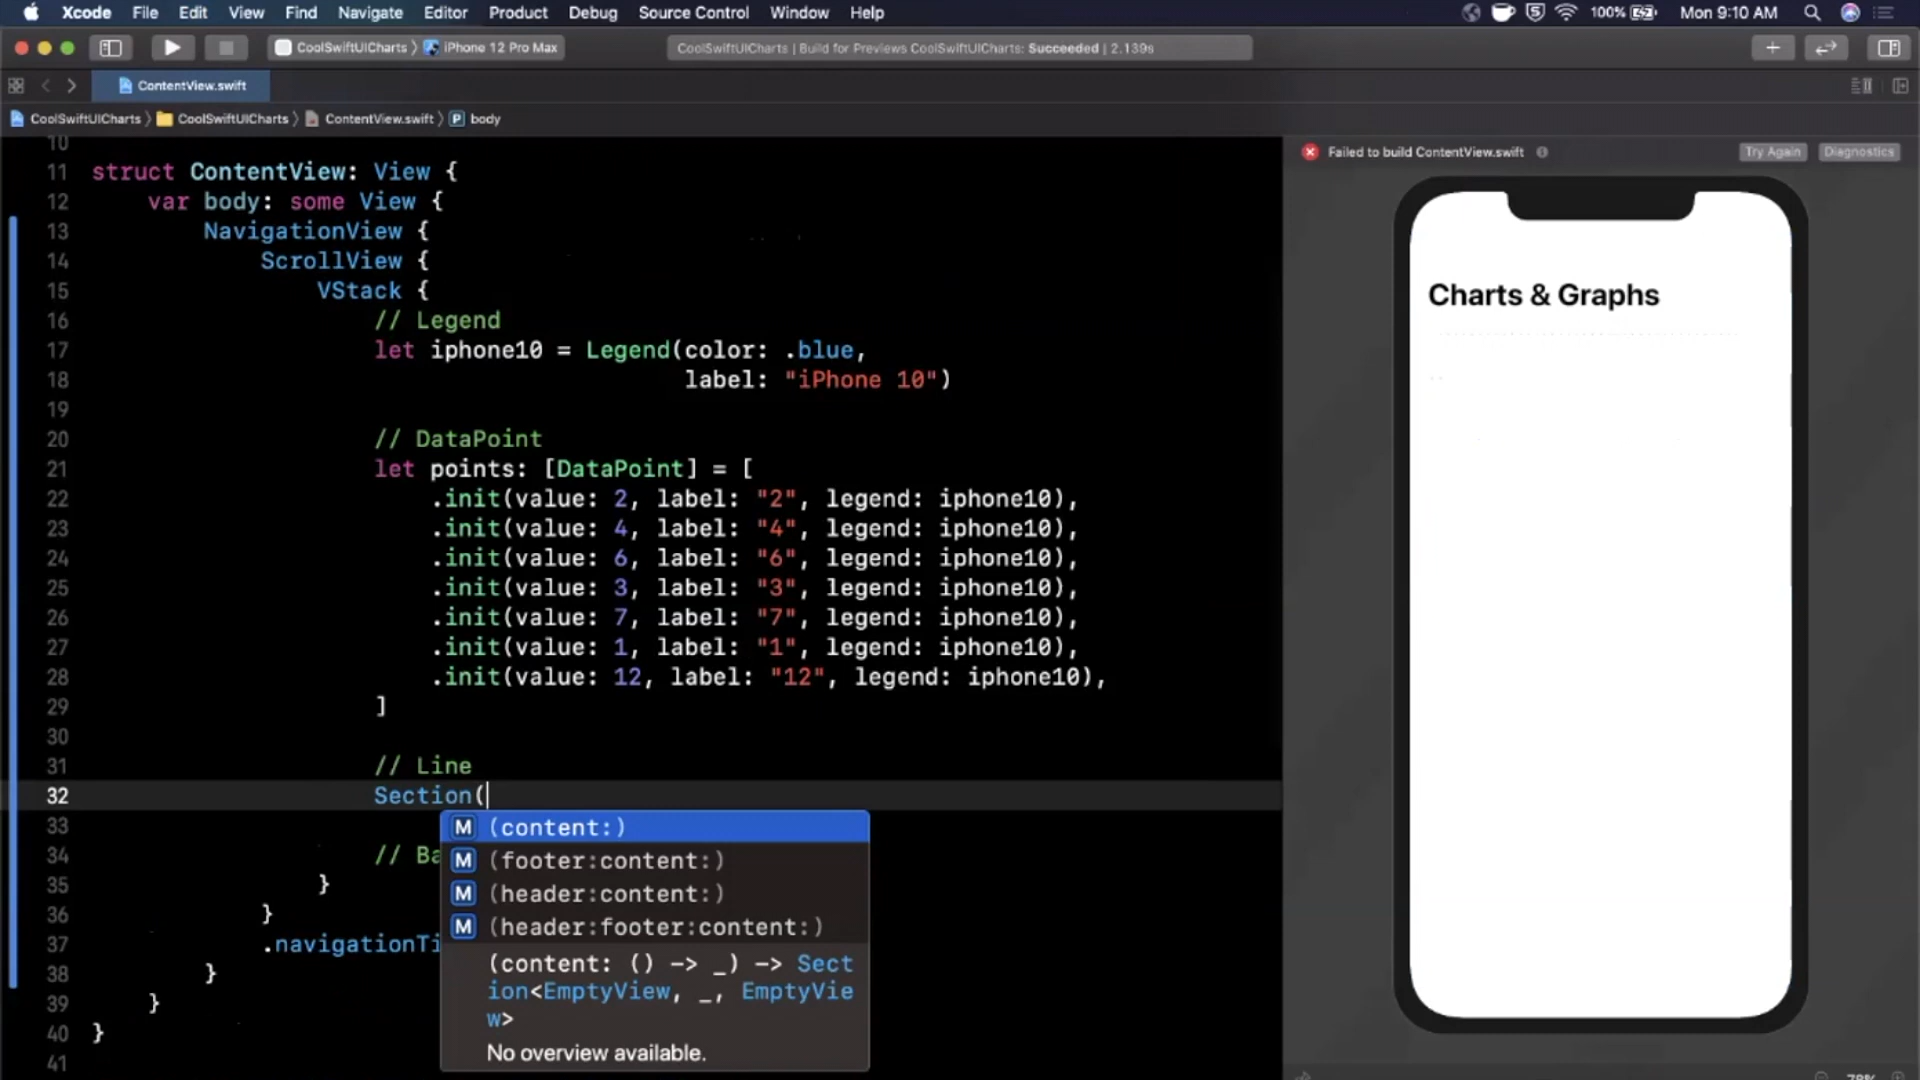 Xcode File Edit View Find Navigate Editor Product Debug Source Control Window Help 100% Mon 9:10 AM
CoolSwiftUICharts 〉 iPhone 12 Pro Max CoolSwiftUICharts | Build for Previews CoolSwiftUICharts: Succeeded | 2.139s
ContentView.swift
CoolSwiftUICharts 〉 CoolSwiftUICharts 〉 ContentView.swift 〉 P body
10
11 struct ContentView: View {
12 var body: some View {
13 NavigationView {
14 ScrollView {
15 VStack {
16 // Legend
17 let iphone10 = Legend(color: .blue,
18 label: "iPhone 10")
19
20 // DataPoint
21 let points: [DataPoint] = [
22 .init(value: 2, label: "2", legend: iphone10),
23 .init(value: 4, label: "4", legend: iphone10),
24 .init(value: 6, label: "6", legend: iphone10),
25 .init(value: 3, label: "3", legend: iphone10),
26 .init(value: 7, label: "7", legend: iphone10),
27 .init(value: 1, label: "1", legend: iphone10),
28 .init(value: 12, label: "12", legend: iphone10),
29 ]
30
31 // Line
32 Section(
33
34 // Ba
35 }
36 }
37 .navigationTi
38 }
39 }
40 }
41
M (content:)
M (footer:content:)
M (header:content:)
M (header:footer:content:)
(content: () -> _) -> Sect
ion<EmptyView, _, EmptyVie
w>
No overview available.
Failed to build ContentView.swift Try Again Diagnostics
Charts & Graphs
78%